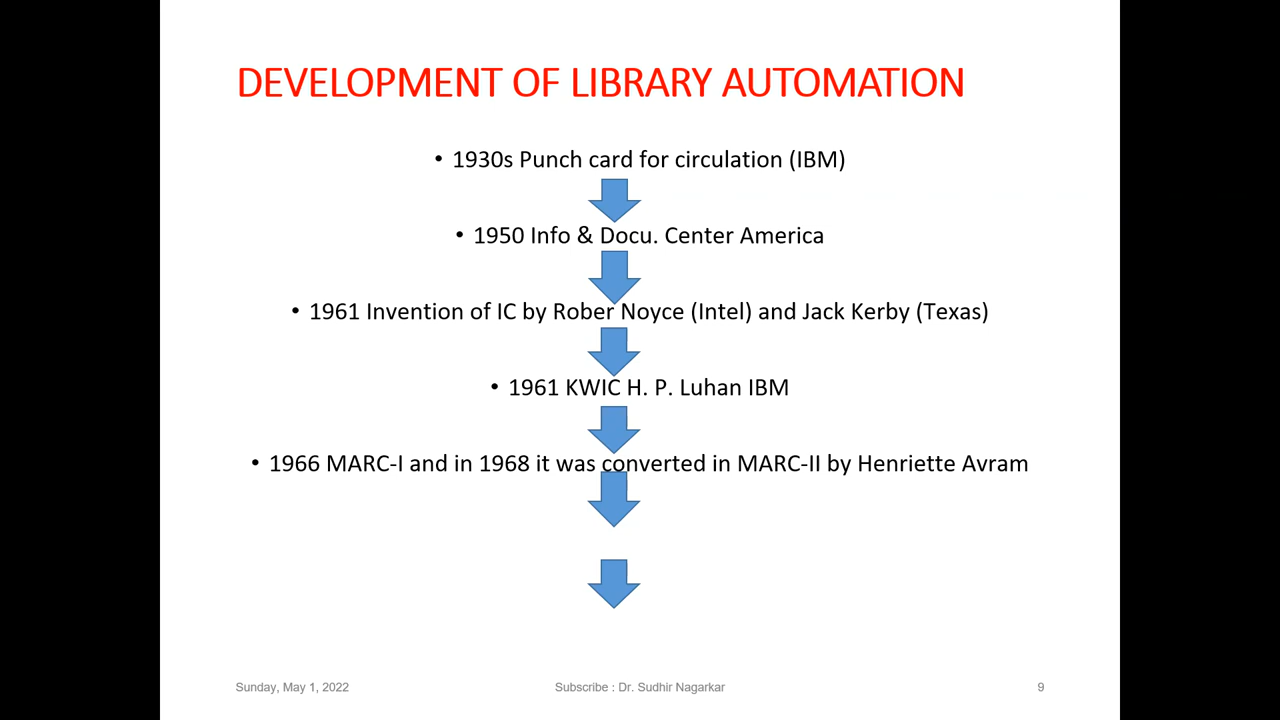 DEVELOPMENT OF LIBRARY AUTOMATION
• 1930s Punch card for circulation (IBM)
• 1950 Info & Docu. Center America
• 1961 Invention of IC by Rober Noyce (Intel) and Jack Kerby (Texas)
• 1961 KWIC H. P. Luhan IBM
• 1966 MARC-I and in 1968 it was converted in MARC-II by Henriette Avram
Sunday, May 1, 2022
Subscribe : Dr. Sudhir Nagarkar
9